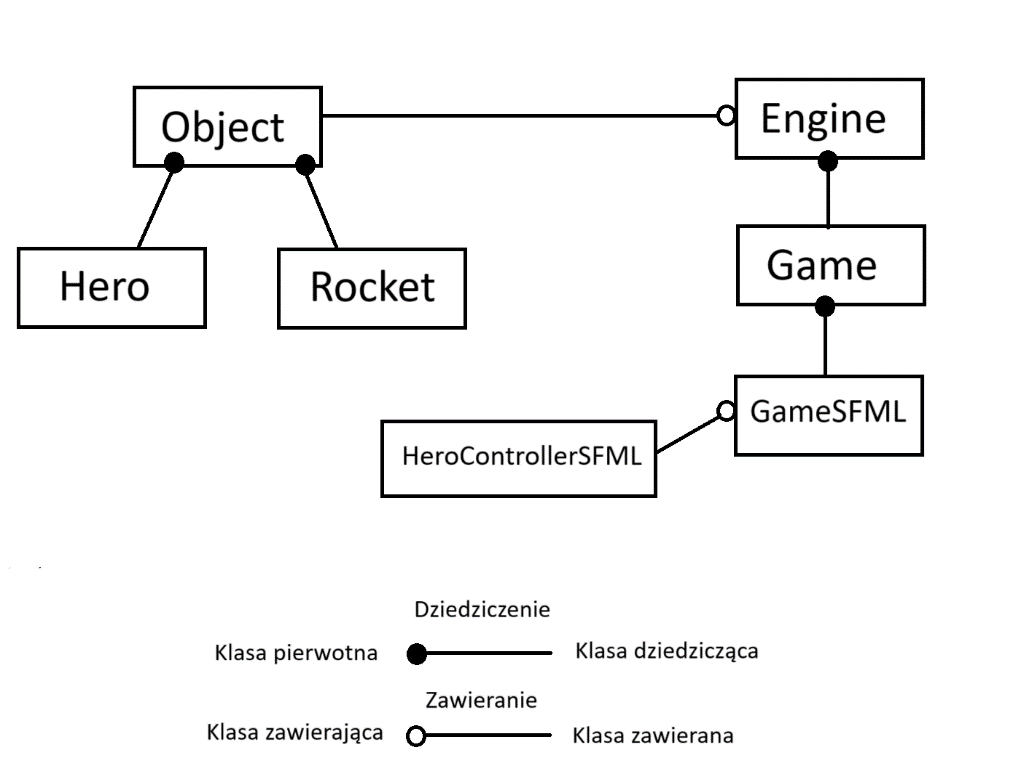 Object
Engine
Hero
Rocket
Game
GameSFML
HeroControllerSFML
Dziedziczenie
Klasa pierwotna
Klasa dziedzicząca
Zawieranie
Klasa zawierająca
Klasa zawierana